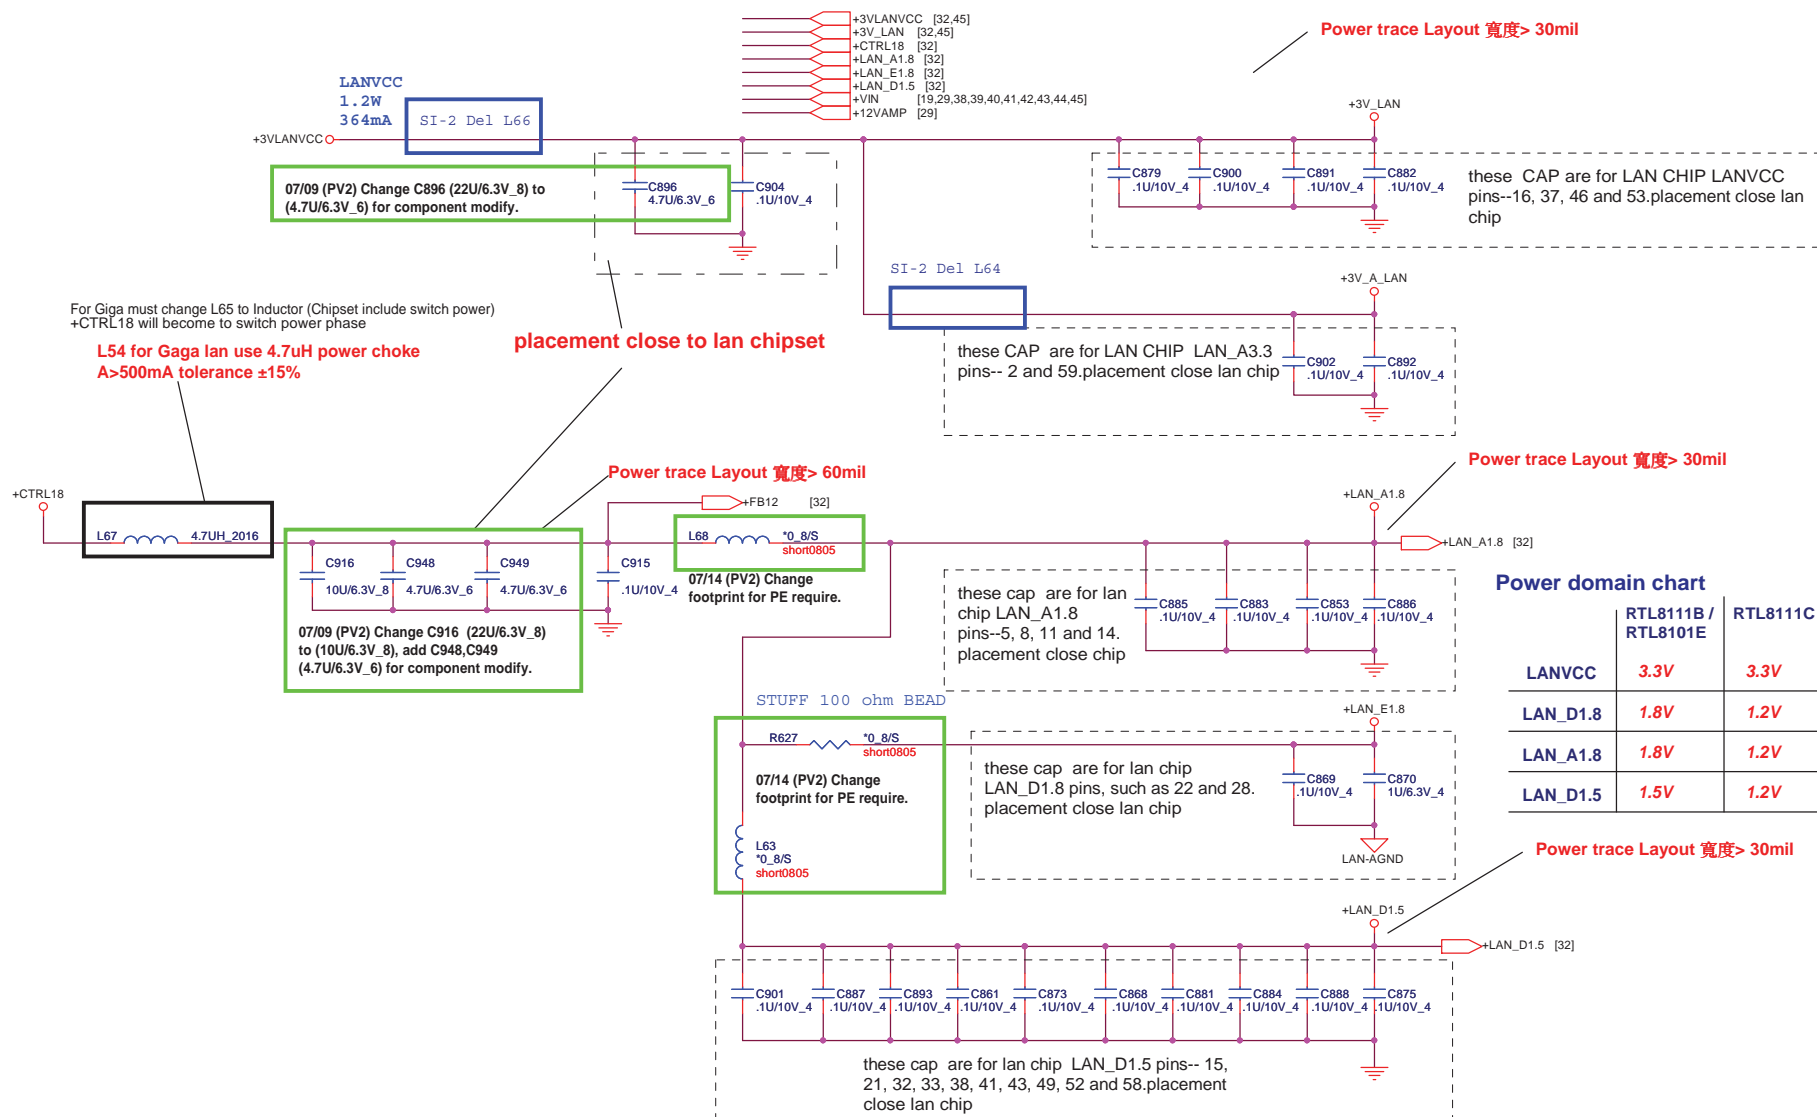 +3VLANVCC [32,45]
+3V_LAN [32,45]
+CTRL18 [32]
+LAN_A1.8 [32]
+LAN_E1.8 [32]
+LAN_D1.5 [32]
+VIN [19,29,38,39,40,41,42,43,44,45]
+12VAMP [29]
Power trace Layout 寬度> 30mil
LANVCC
1.2W
364mA
SI-2 Del L66
+3VLANVCC
+3V_LAN
07/09 (PV2) Change C896 (22U/6.3V_8) to
(4.7U/6.3V_6) for component modify.
C896
4.7U/6.3V_6
C904
.1U/10V_4
C879
.1U/10V_4
C900
.1U/10V_4
C891
.1U/10V_4
C882
.1U/10V_4
these CAP are for LAN CHIP LANVCC
pins--16, 37, 46 and 53.placement close lan
chip
SI-2 Del L64
+3V_A_LAN
these CAP are for LAN CHIP LAN_A3.3
pins-- 2 and 59.placement close lan chip
C902
.1U/10V_4
C892
.1U/10V_4
For Giga must change L65 to Inductor (Chipset include switch power)
+CTRL18 will become to switch power phase
L54 for Gaga lan use 4.7uH power choke
A>500mA tolerance ±15%
placement close to lan chipset
Power trace Layout 寬度> 60mil
Power trace Layout 寬度> 30mil
+CTRL18
L67
4.7UH_2016
+FB12 [32]
L68
*0_8/S
short0805
+LAN_A1.8
+LAN_A1.8 [32]
C916
10U/6.3V_8
C948
4.7U/6.3V_6
C949
4.7U/6.3V_6
C915
.1U/10V_4
07/14 (PV2) Change
footprint for PE require.
07/09 (PV2) Change C916 (22U/6.3V_8)
to (10U/6.3V_8), add C948,C949
(4.7U/6.3V_6) for component modify.
these cap are for lan
chip LAN_A1.8
pins--5, 8, 11 and 14.
placement close chip
C885
.1U/10V_4
C883
.1U/10V_4
C853
.1U/10V_4
C886
.1U/10V_4
Power domain chart
RTL8111B /
RTL8101E
RTL8111C
LANVCC 3.3V 3.3V
LAN_D1.8 1.8V 1.2V
LAN_A1.8 1.8V 1.2V
LAN_D1.5 1.5V 1.2V
STUFF 100 ohm BEAD
R627
*0_8/S
short0805
07/14 (PV2) Change
footprint for PE require.
L63
*0_8/S
short0805
+LAN_E1.8
these cap are for lan chip
LAN_D1.8 pins, such as 22 and 28.
placement close lan chip
C869
.1U/10V_4
C870
1U/6.3V_4
LAN-AGND
Power trace Layout 寬度> 30mil
+LAN_D1.5
+LAN_D1.5 [32]
C901
.1U/10V_4
C887
.1U/10V_4
C893
.1U/10V_4
C861
.1U/10V_4
C873
.1U/10V_4
C868
.1U/10V_4
C881
.1U/10V_4
C884
.1U/10V_4
C888
.1U/10V_4
C875
.1U/10V_4
these cap are for lan chip LAN_D1.5 pins-- 15,
21, 32, 33, 38, 41, 43, 49, 52 and 58.placement
close lan chip